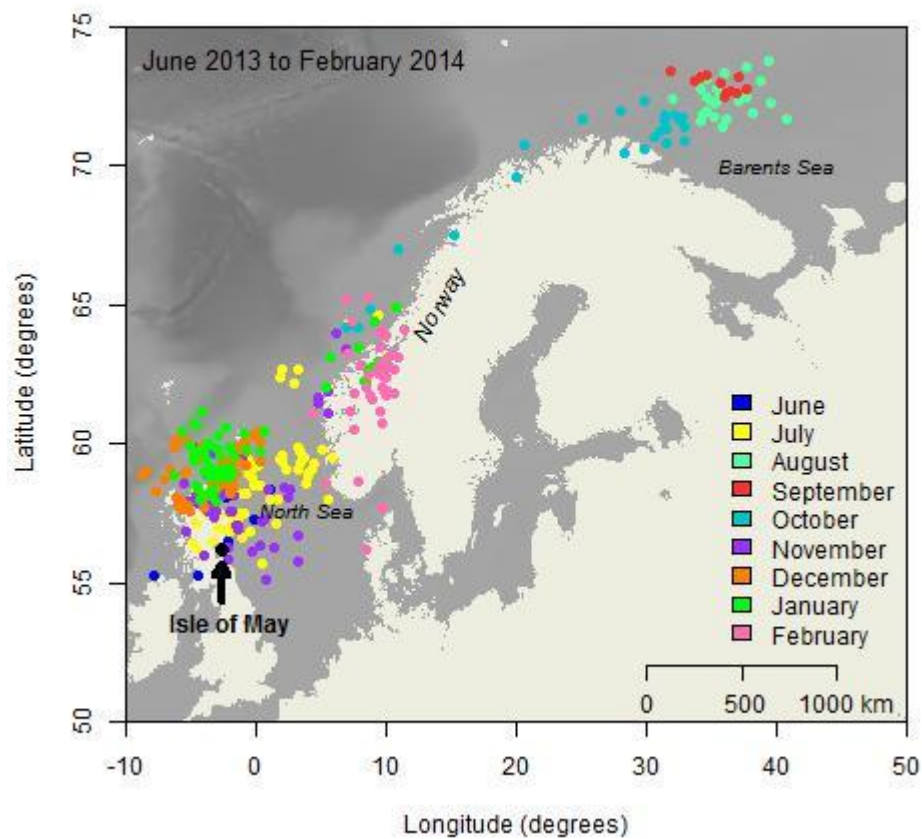 June 2013 to February 2014
75
70
65
60
55
50
Latitude (degrees)
Barents Sea
Norway
North Sea
Isle of May
June
July
August
September
October
November
December
January
February
0 500 1000 km
-10 0 10 20 30 40 50
Longitude (degrees)